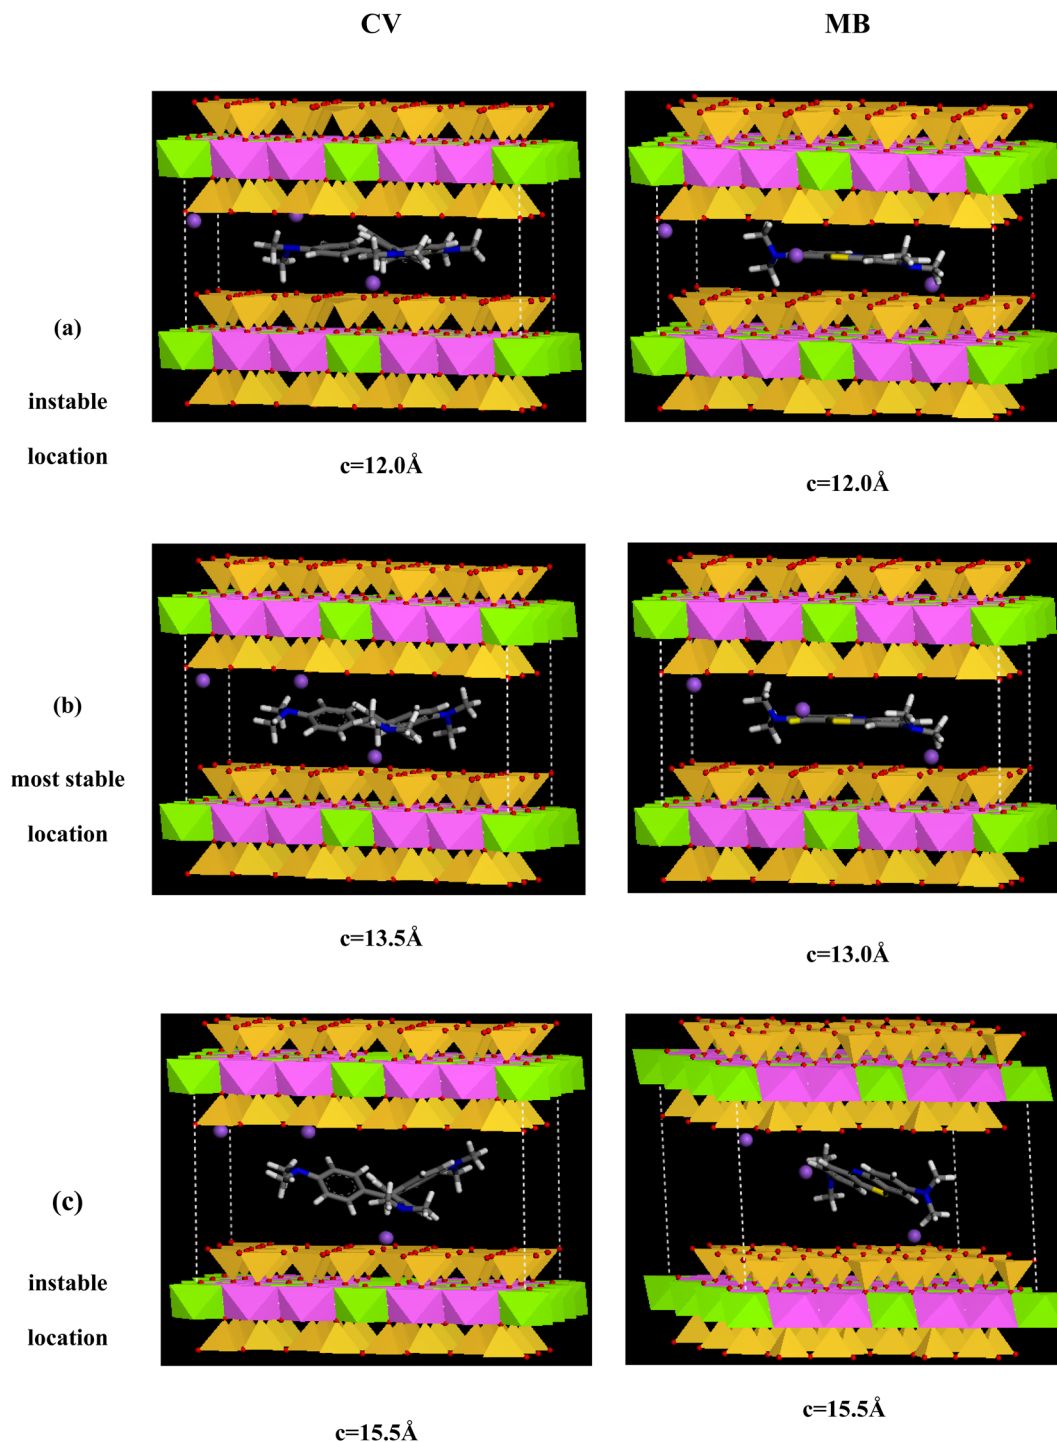 CV
MB
(a)
instable
location
c=12.0Å
c=12.0Å
(b)
most stable
location
c=13.5Å
c=13.0Å
(c)
instable
location
c=15.5Å
c=15.5Å